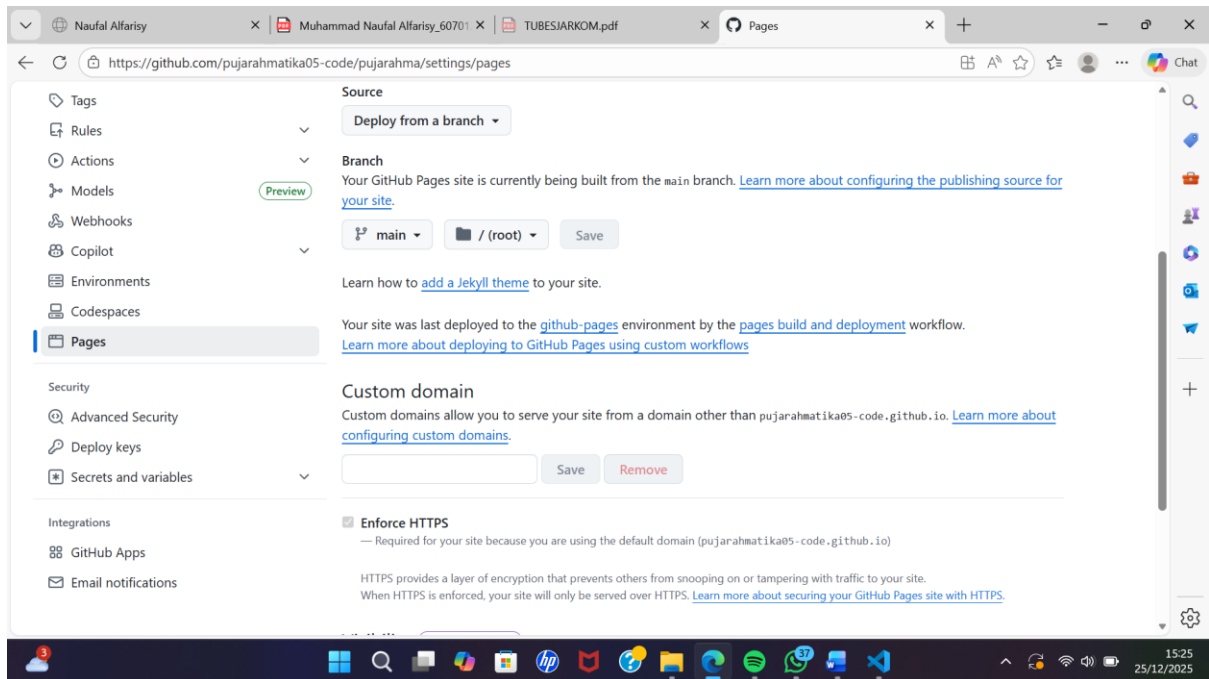 Naufal Alfarisy
Muhammad Naufal Alfarisy_60701
TUBESJARKOM.pdf
Pages
https://github.com/pujarahmatika05-code/pujarahma/settings/pages
Chat
Tags
Rules
Actions
Models
Preview
Webhooks
Copilot
Environments
Codespaces
Pages
Security
Advanced Security
Deploy keys
Secrets and variables
Integrations
GitHub Apps
Email notifications
Source
Deploy from a branch
Branch
Your GitHub Pages site is currently being built from the main branch. Learn more about configuring the publishing source for
your site.
main
/ (root)
Save
Learn how to add a Jekyll theme to your site.
Your site was last deployed to the github-pages environment by the pages build and deployment workflow.
Learn more about deploying to GitHub Pages using custom workflows
Custom domain
Custom domains allow you to serve your site from a domain other than pujarahmatika05-code.github.io. Learn more about
configuring custom domains.
Save
Remove
Enforce HTTPS
— Required for your site because you are using the default domain (pujarahmatika05-code.github.io)
HTTPS provides a layer of encryption that prevents others from snooping on or tampering with traffic to your site.
When HTTPS is enforced, your site will only be served over HTTPS. Learn more about securing your GitHub Pages site with HTTPS.
3
hp
37
15:25
25/12/2025